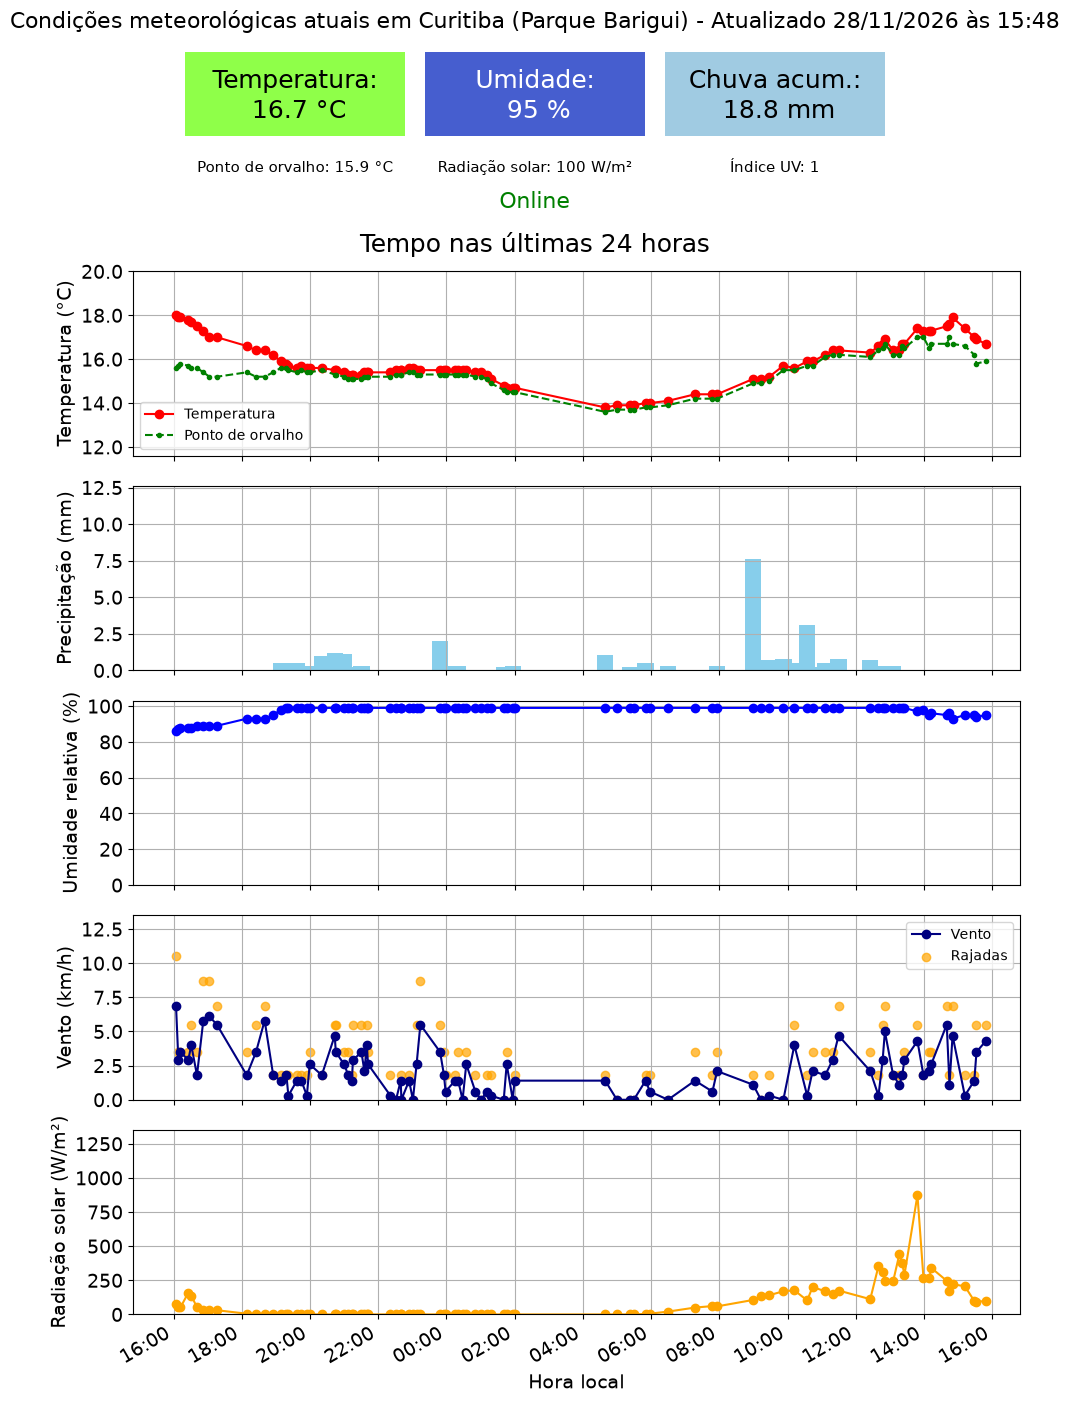 Condições meteorológicas atuais em Curitiba (Parque Barigui) - Atualizado 28/11/2026 às 15:48
Temperatura:
16.7 °C
Umidade:
95 %
Chuva acum.:
18.8 mm
Ponto de orvalho: 15.9 °C
Radiação solar: 100 W/m²
Índice UV: 1
Online
Tempo nas últimas 24 horas
Temperatura (°C)
20.0
18.0
16.0
14.0
12.0
Temperatura
Ponto de orvalho
Precipitação (mm)
12.5
10.0
7.5
5.0
2.5
0.0
Umidade relativa (%)
100
80
60
40
20
0
Vento (km/h)
12.5
10.0
7.5
5.0
2.5
0.0
Vento
Rajadas
Radiação solar (W/m²)
1250
1000
750
500
250
0
16:00
18:00
20:00
22:00
00:00
02:00
04:00
06:00
08:00
10:00
12:00
14:00
16:00
Hora local